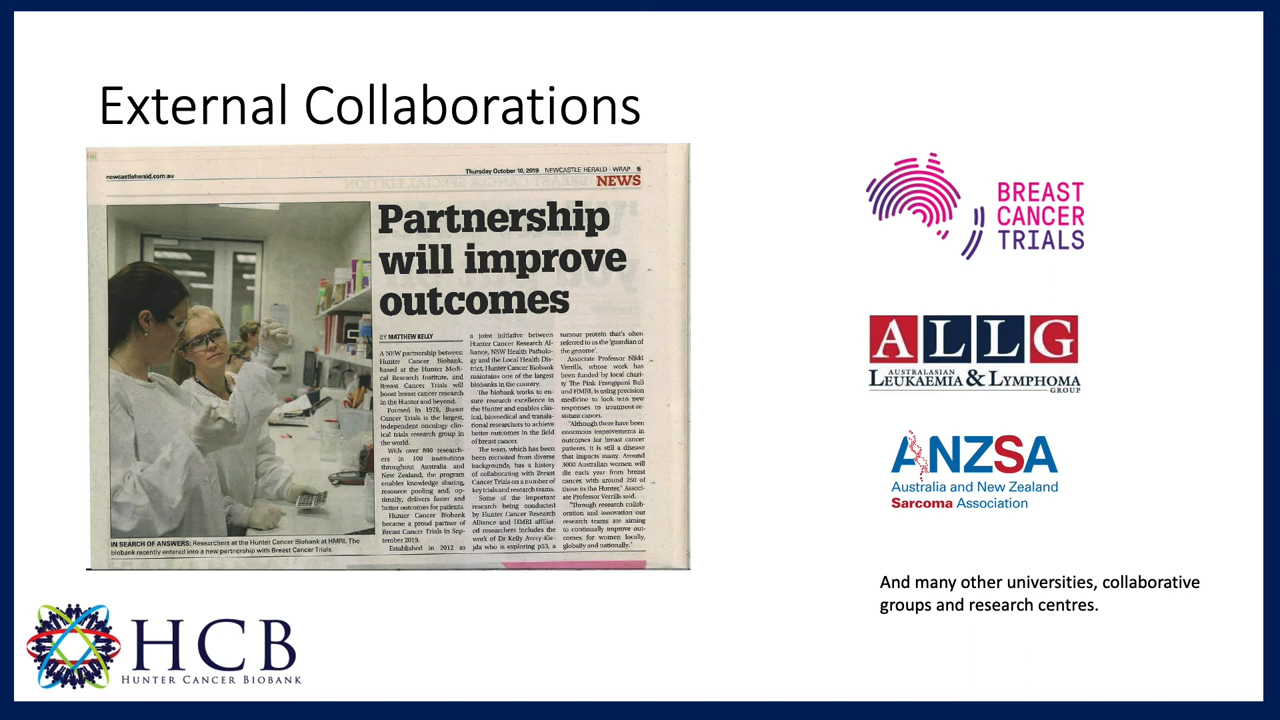 External Collaborations
newcastleherald.com.au
Thursday October 10, 2019 NEWCASTLE HERALD - WRAP 5
NEWS
Partnership
will improve
outcomes
BY MATTHEW KELLY
A NEW partnership between
Hunter Cancer Biobank,
based at the Hunter Medi-
cal Research Institute, and
Breast Cancer Trials will
boost breast cancer research
in the Hunter and beyond.
Formed in 1978, Breast
Cancer Trials is the largest,
independent oncology clin-
ical trials research group in
the world.
With over 800 research-
ers in 100 institutions
throughout Australia and
New Zealand, the program
enables knowledge sharing,
resource pooling and, op-
timally, delivers faster and
better outcomes for patients.
Hunter Cancer Biobank
became a proud partner of
Breast Cancer Trials in Sep-
tember 2019.
Established in 2012 as
a joint initiative between
Hunter Cancer Research Al-
liance, NSW Health Patholo-
gy and the Local Health Dis-
trict, Hunter Cancer Biobank
maintains one of the largest
biobanks in the country.
The biobank works to en-
sure research excellence in
the Hunter and enables clin-
ical, biomedical and transla-
tional researchers to achieve
better outcomes in the field
of breast cancer.
The team, which has been
been recruited from diverse
backgrounds, has a history
of collaborating with Breast
Cancer Trials on a number of
key trials and research teams.
Some of the important
research being conducted
by Hunter Cancer Research
Alliance and HMRI affiliat-
ed researchers includes the
work of Dr Kelly Avery-Kie-
jda who is exploring p53, a
tumour protein that's often
referred to as the 'guardian of
the genome'.
Associate Professor Nikki
Verrills, whose work has
been funded by local chari-
ty The Pink Frangipani Ball
and HMRI, is using precision
medicine to look into new
responses to treatment-re-
sistant cancer.
"Although there have been
enormous improvements in
outcomes for breast cancer
patients, it is still a disease
that impacts many. Around
3000 Australian women will
die each year from breast
cancer, with around 250 of
those in the Hunter," Associ-
ate Professor Verrills said.
"Through research collab-
oration and innovation our
research teams are aiming
to continually improve out-
comes for women locally,
globally and nationally."
IN SEARCH OF ANSWERS: Researchers at the Hunter Cancer Biobank at HMRI. The
biobank recently entered into a new partnership with Breast Cancer Trials.
BREAST
CANCER
TRIALS
ALLG
AUSTRALASIAN
LEUKAEMIA & LYMPHOMA
GROUP
ANZSA
Australia and New Zealand
Sarcoma Association
And many other universities, collaborative
groups and research centres.
HCB
HUNTER CANCER BIOBANK